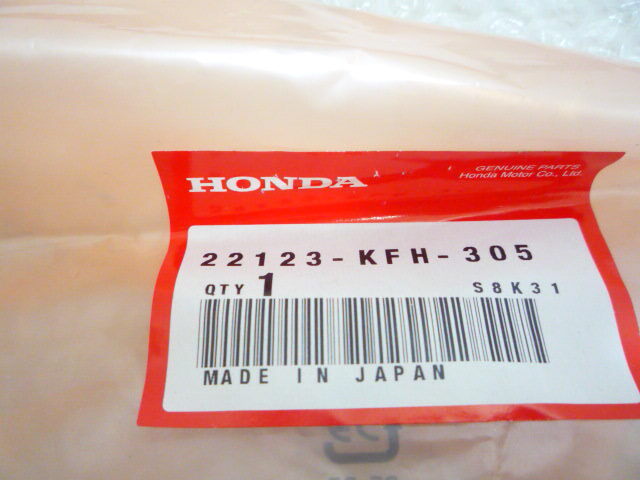 HONDA
GENUINE PARTS
Honda Motor Co., Ltd.
22123-KFH-305
QTY 1 S8K31
MADE IN JAPAN